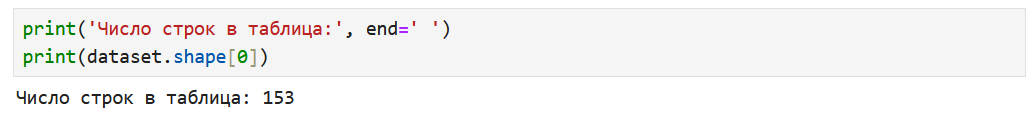 print('Число строк в таблица:', end=' ')
print(dataset.shape[0])
Число строк в таблица: 153